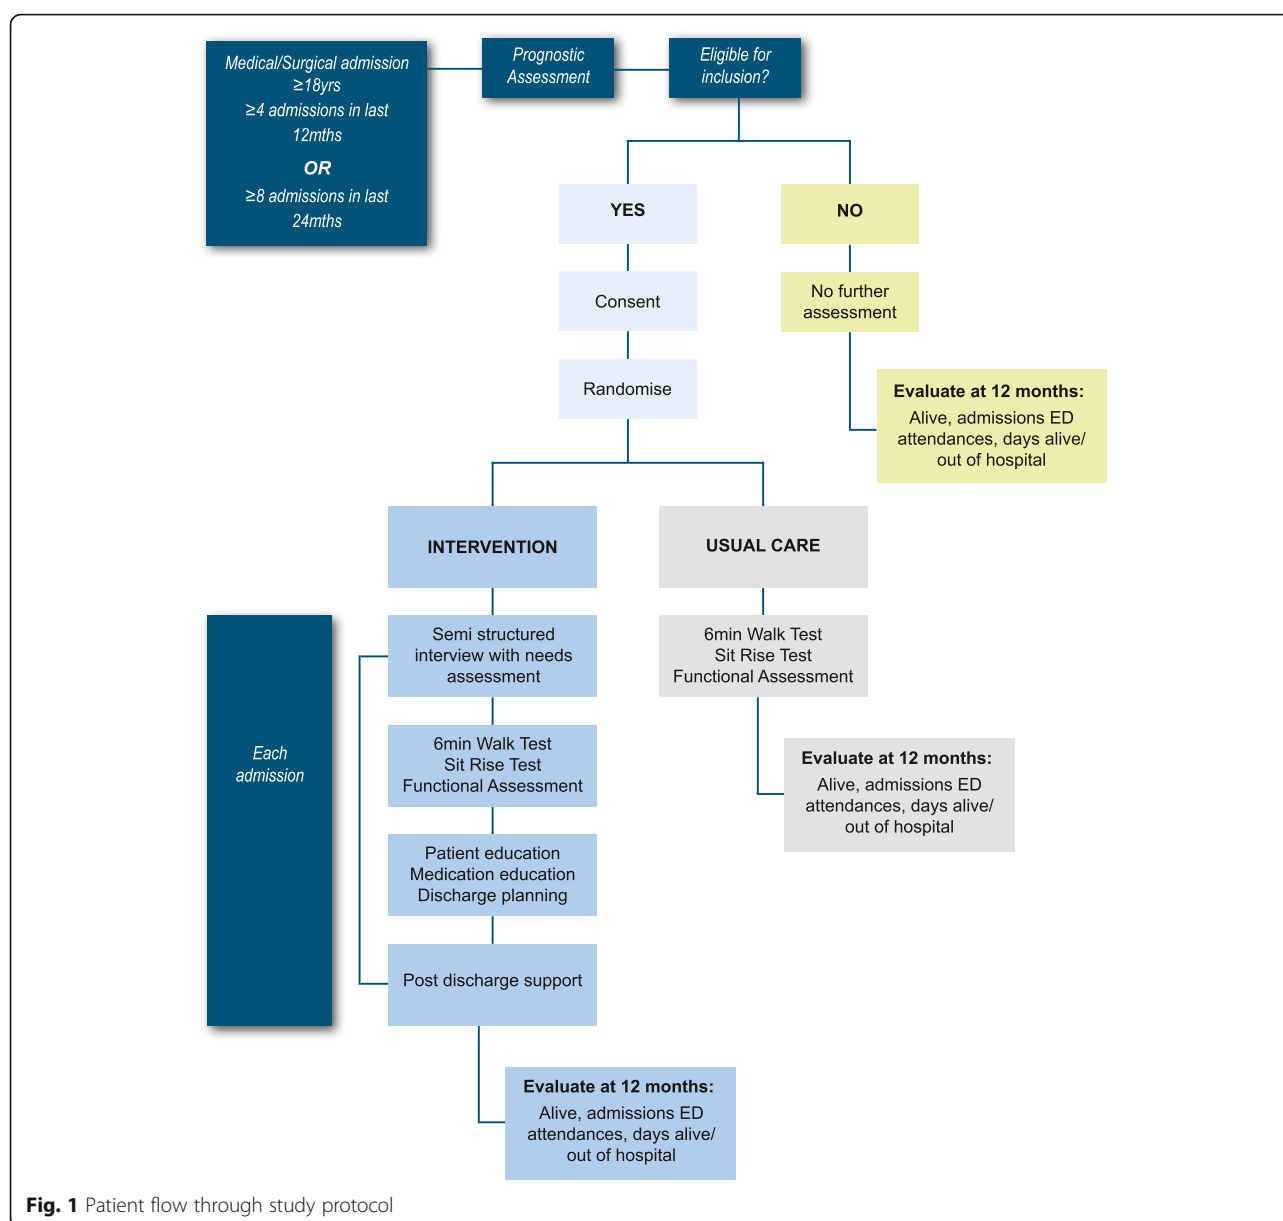 Medical/Surgical admission
≥18yrs
≥4 admissions in last
12mths
OR
≥8 admissions in last
24mths
Prognostic
Assessment
Eligible for
inclusion?
YES
NO
Consent
No further
assessment
Randomise
Evaluate at 12 months:
Alive, admissions ED
attendances, days alive/
out of hospital
INTERVENTION
USUAL CARE
Each
admission
Semi structured
interview with needs
assessment
6min Walk Test
Sit Rise Test
Functional Assessment
6min Walk Test
Sit Rise Test
Functional Assessment
Evaluate at 12 months:
Alive, admissions ED
attendances, days alive/
out of hospital
Patient education
Medication education
Discharge planning
Post discharge support
Evaluate at 12 months:
Alive, admissions ED
attendances, days alive/
out of hospital
Fig. 1 Patient flow through study protocol